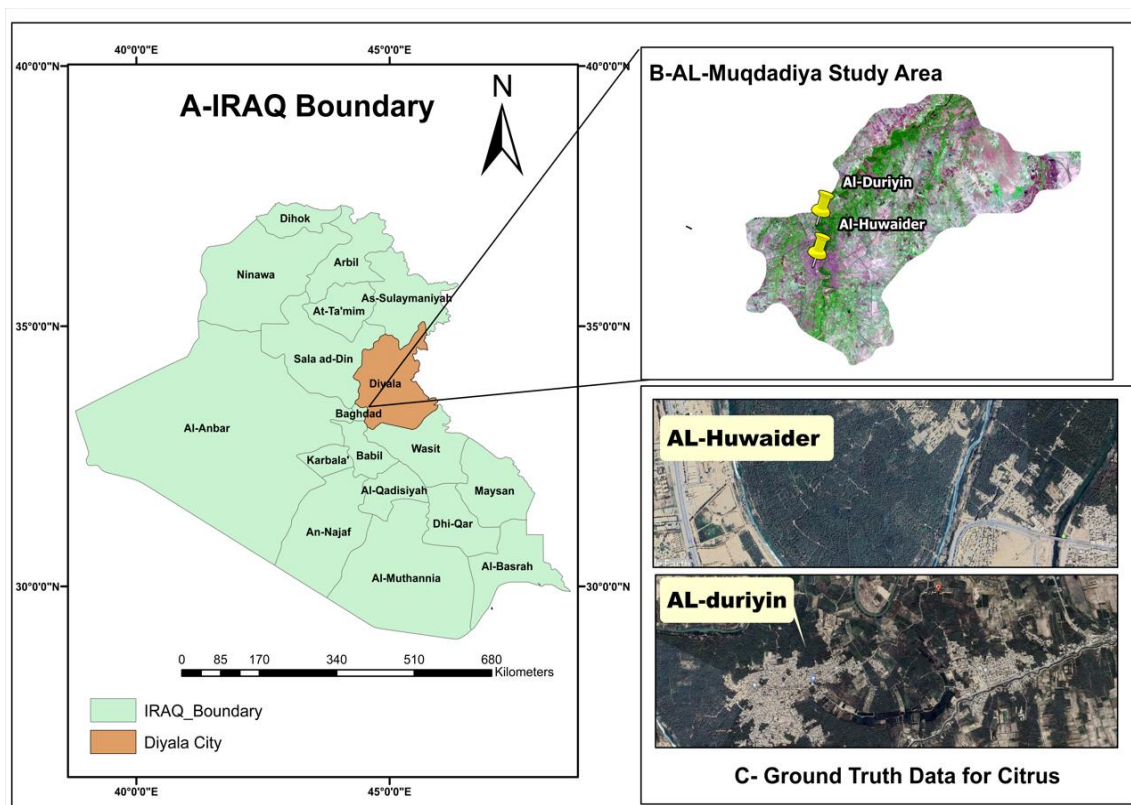 40°0'0"E
45°0'0"E
40°0'0"N
40°0'0"N
A-IRAQ Boundary
N
Dihok
Ninawa
Arbil
As-Sulaymaniyah
At-Ta'mim
35°0'0"N
35°0'0"N
Sala ad-Din
Diyala
Baghdad
Al-Anbar
Wasit
Karbala'
Babil
Al-Qadisiyah
Maysan
An-Najaf
Dhi-Qar
Al-Basrah
Al-Muthannia
30°0'0"N
30°0'0"N
0 85 170 340 510 680
Kilometers
IRAQ_Boundary
Diyala City
40°0'0"E
45°0'0"E
B-AL-Muqdadiya Study Area
Al-Duriyin
Al-Huwaider
AL-Huwaider
AL-duriyin
C- Ground Truth Data for Citrus